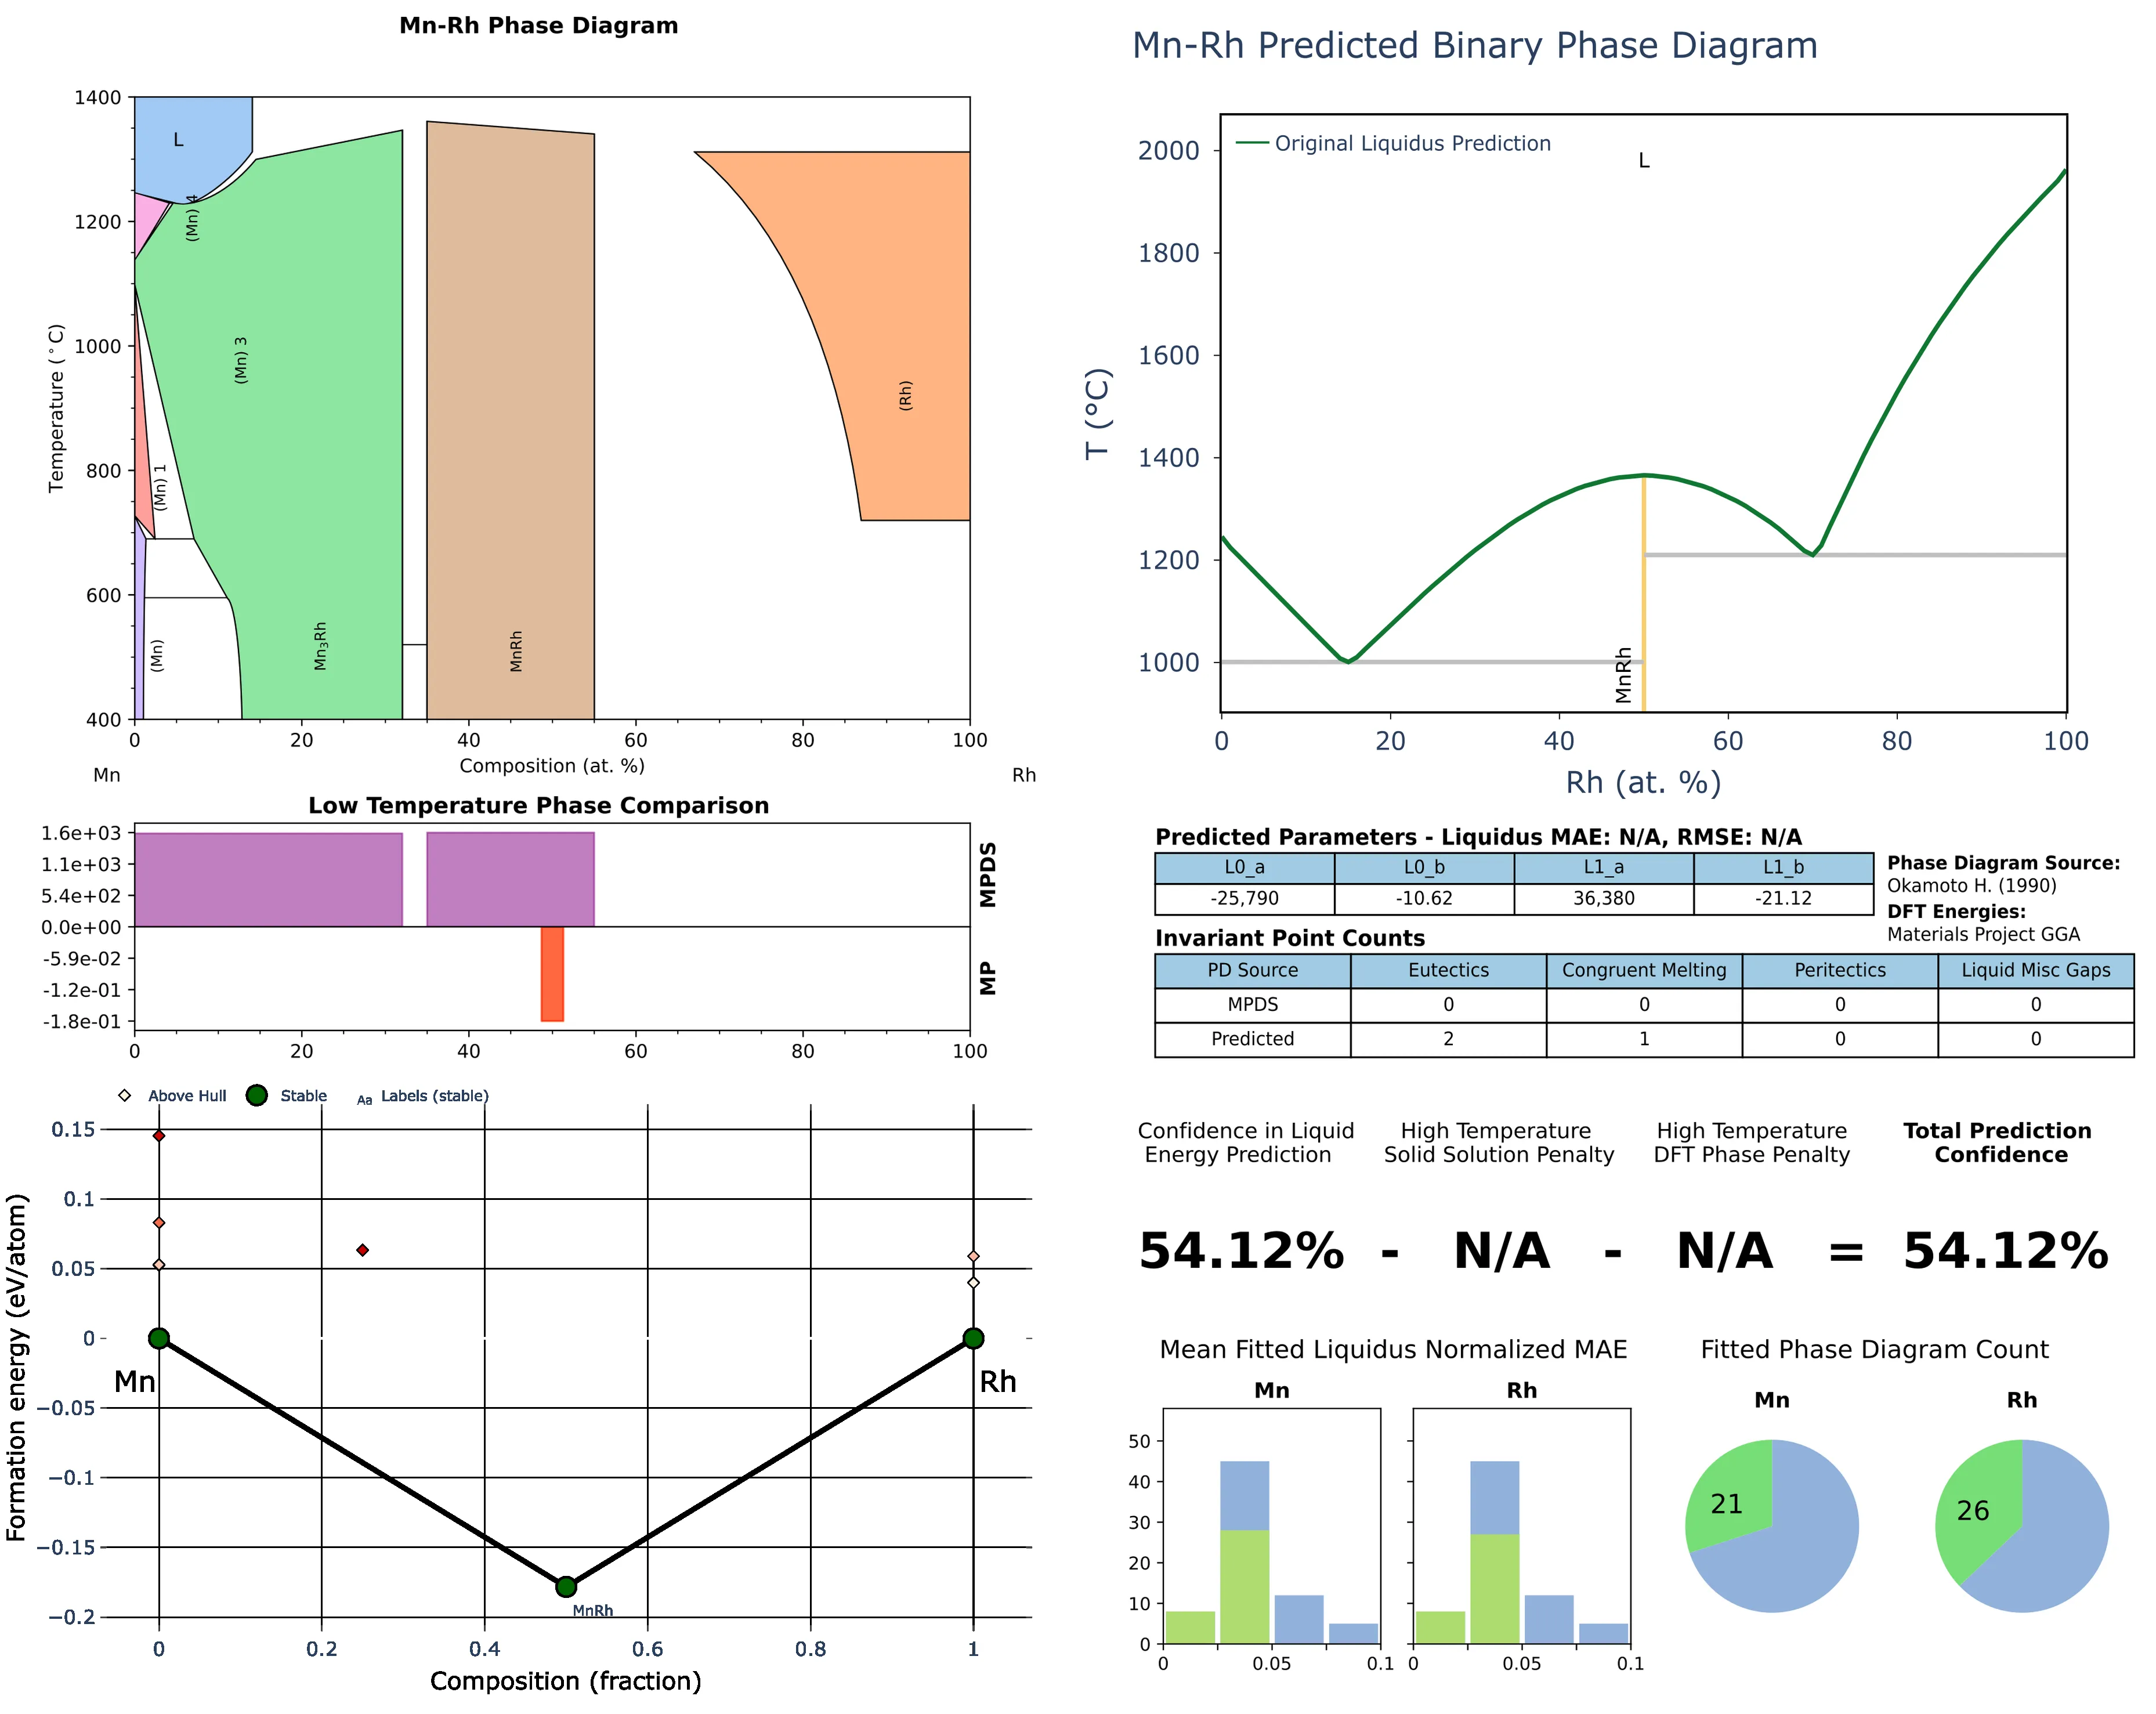 Mn-Rh Phase Diagram
1400
1200
1000
800
600
400
Temperature (°C)
L
(Mn) 4
(Mn) 3
(Mn) 1
(Mn)
Mn₃Rh
MnRh
(Rh)
0 20 40 60 80 100
Mn Composition (at. %) Rh
Low Temperature Phase Comparison
1.6e+03
1.1e+03
5.4e+02
0.0e+00
-5.9e-02
-1.2e-01
-1.8e-01
MPDS
MP
0 20 40 60 80 100
Above Hull Stable Aa Labels (stable)
0.15
0.1
0.05
0
−0.05
−0.1
−0.15
−0.2
Formation energy (eV/atom)
Mn Rh
MnRh
0 0.2 0.4 0.6 0.8 1
Composition (fraction)
Mn-Rh Predicted Binary Phase Diagram
Original Liquidus Prediction
L
2000
1800
1600
1400
1200
1000
T (°C)
MnRh
0 20 40 60 80 100
Rh (at. %)
Predicted Parameters - Liquidus MAE: N/A, RMSE: N/A
L0_a L0_b L1_a L1_b
-25,790 -10.62 36,380 -21.12
Phase Diagram Source:
Okamoto H. (1990)
DFT Energies:
Materials Project GGA
Invariant Point Counts
PD Source Eutectics Congruent Melting Peritectics Liquid Misc Gaps
MPDS 0 0 0 0
Predicted 2 1 0 0
Confidence in Liquid
Energy Prediction
High Temperature
Solid Solution Penalty
High Temperature
DFT Phase Penalty
Total Prediction
Confidence
54.12% - N/A - N/A = 54.12%
Mean Fitted Liquidus Normalized MAE
Mn Rh
50
40
30
20
10
0
0 0.05 0.1 0 0.05 0.1
Fitted Phase Diagram Count
Mn Rh
21 26